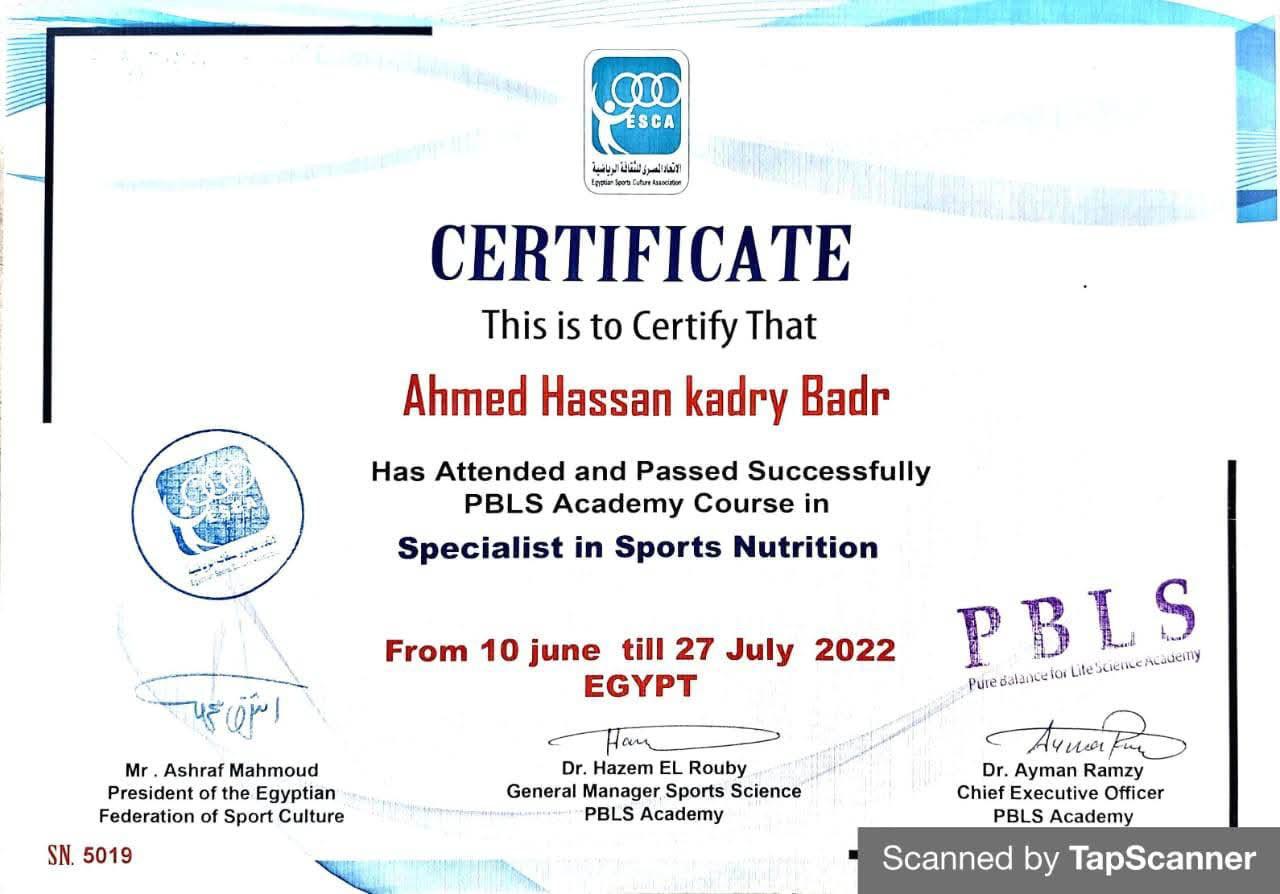 ESCA
الاتحاد المصرى للثقافة الرياضية
Egyptian Sports Culture Association
CERTIFICATE
This is to Certify That
Ahmed Hassan kadry Badr
Has Attended and Passed Successfully
PBLS Academy Course in
Specialist in Sports Nutrition
From 10 june till 27 July 2022
EGYPT
PBLS
Pure Balance for Life Science Academy
Mr . Ashraf Mahmoud
President of the Egyptian
Federation of Sport Culture
Dr. Hazem EL Rouby
General Manager Sports Science
PBLS Academy
Dr. Ayman Ramzy
Chief Executive Officer
PBLS Academy
SN. 5019
Scanned by TapScanner